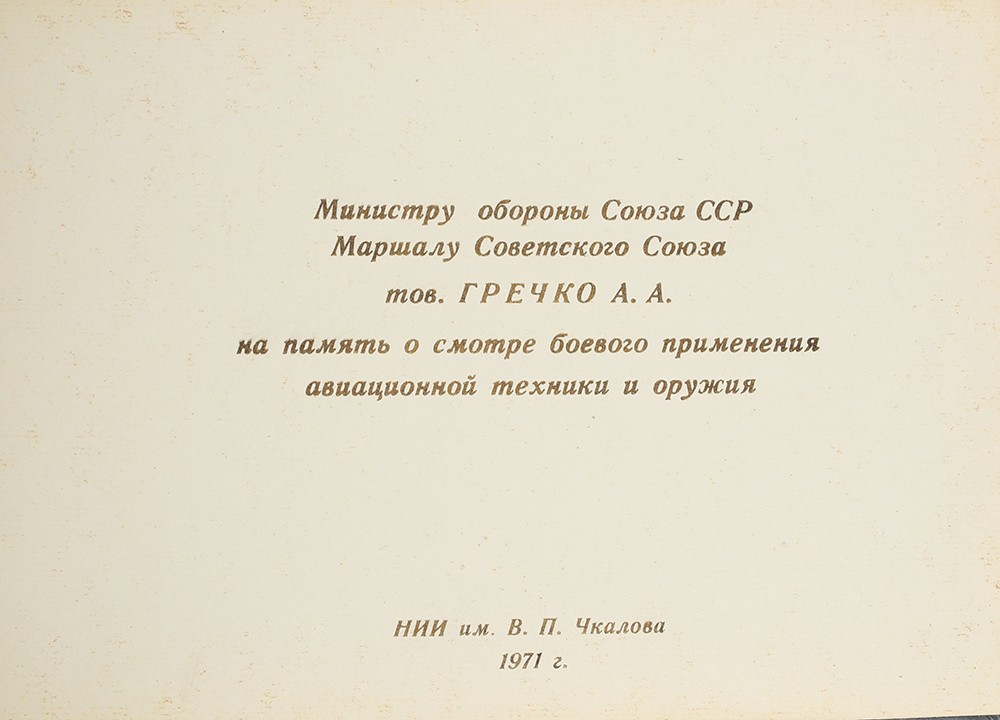 Министру обороны Союза ССР
Маршалу Советского Союза
тов. ГРЕЧКО А. А.
на память о смотре боевого применения
авиационной техники и оружия
НИИ им. В. П. Чкалова
1971 г.